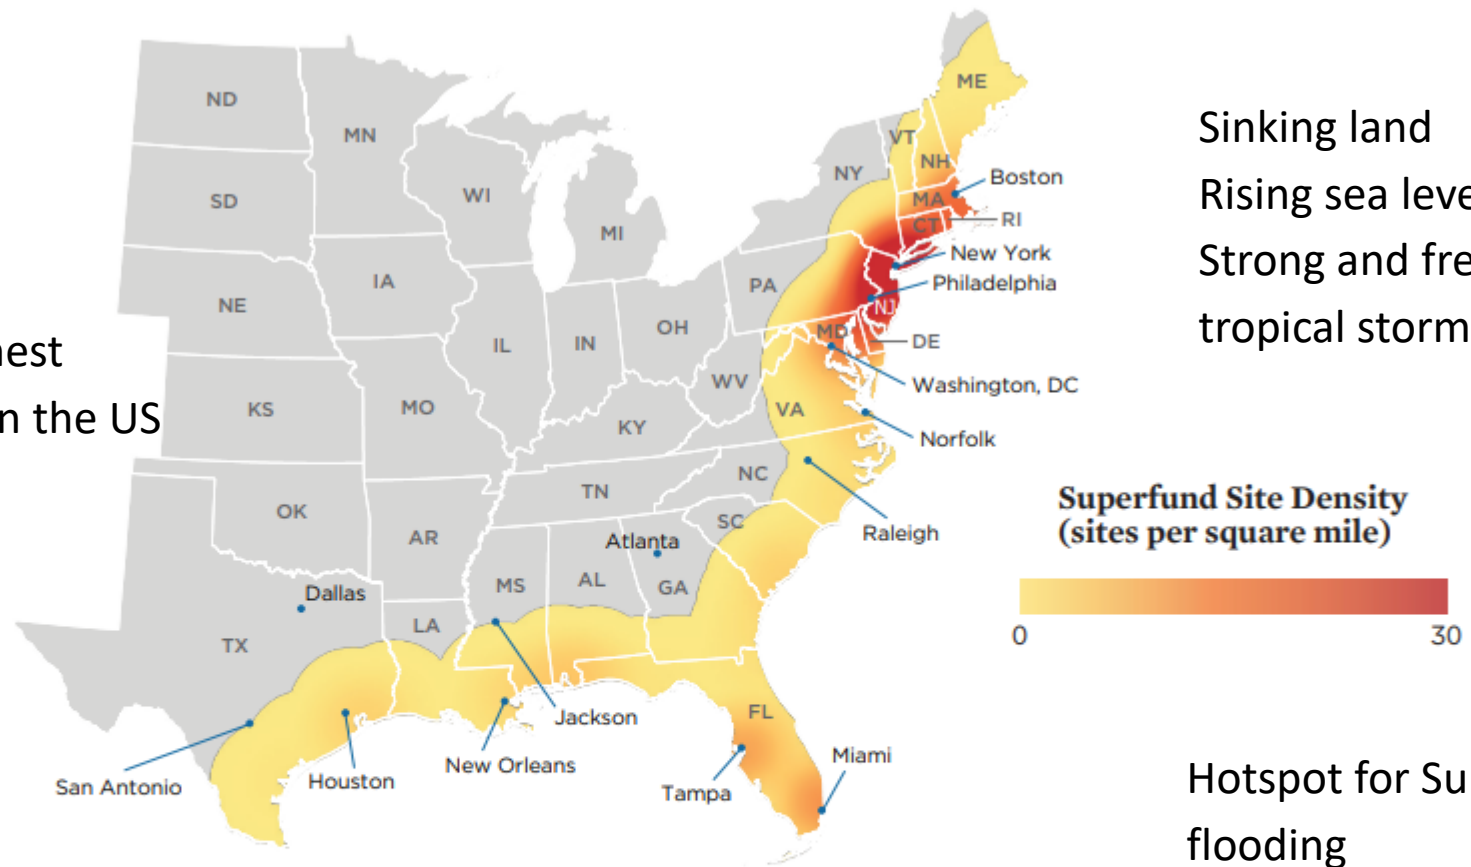 ND
MN
ME
Sinking land
VT
NH
NY
Rising sea leve
SD
WI
Boston
MA
MI
CT
RI
New York
Strong and fre
IA
PA
Philadelphia
NE
NJ
tropical storm
OH
MD
IL
IN
DE
WV
Washington, DC
n the US
KS
MO
VA
KY
Norfolk
NC
TN
Superfund Site Density
(sites per square mile)
OK
SC
AR
Atlanta
Raleigh
MS
AL
GA
Dallas
LA
0
30
TX
FL
Jackson
Miami
New Orleans
San Antonio
Houston
Tampa
Hotspot for Su
flooding